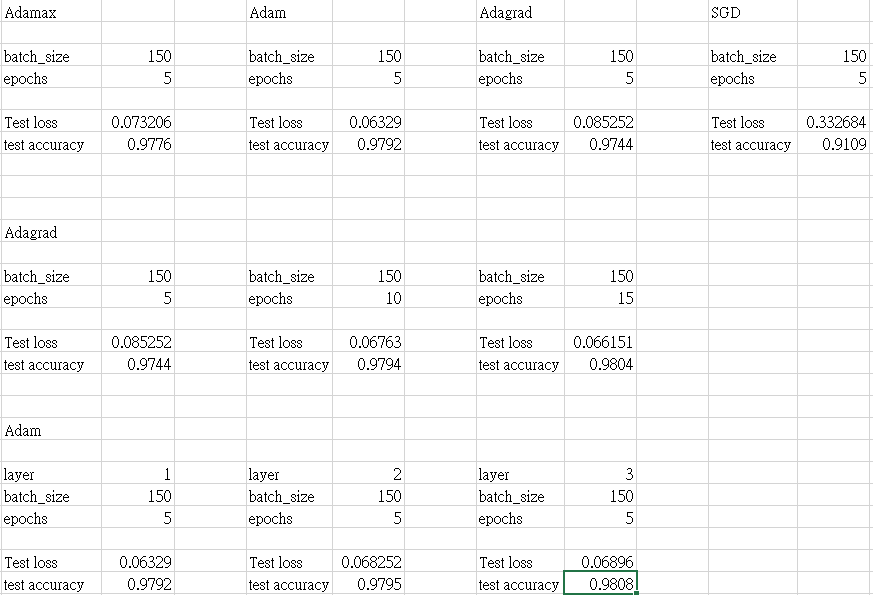 Adamax Adam Adagrad SGD
batch_size 150 batch_size 150 batch_size 150 batch_size 150
epochs 5 epochs 5 epochs 5 epochs 5
Test loss 0.073206 Test loss 0.06329 Test loss 0.085252 Test loss 0.332684
test accuracy 0.9776 test accuracy 0.9792 test accuracy 0.9744 test accuracy 0.9109
Adagrad
batch_size 150 batch_size 150 batch_size 150
epochs 5 epochs 10 epochs 15
Test loss 0.085252 Test loss 0.06763 Test loss 0.066151
test accuracy 0.9744 test accuracy 0.9794 test accuracy 0.9804
Adam
layer 1 layer 2 layer 3
batch_size 150 batch_size 150 batch_size 150
epochs 5 epochs 5 epochs 5
Test loss 0.06329 Test loss 0.068252 Test loss 0.06896
test accuracy 0.9792 test accuracy 0.9795 test accuracy 0.9808